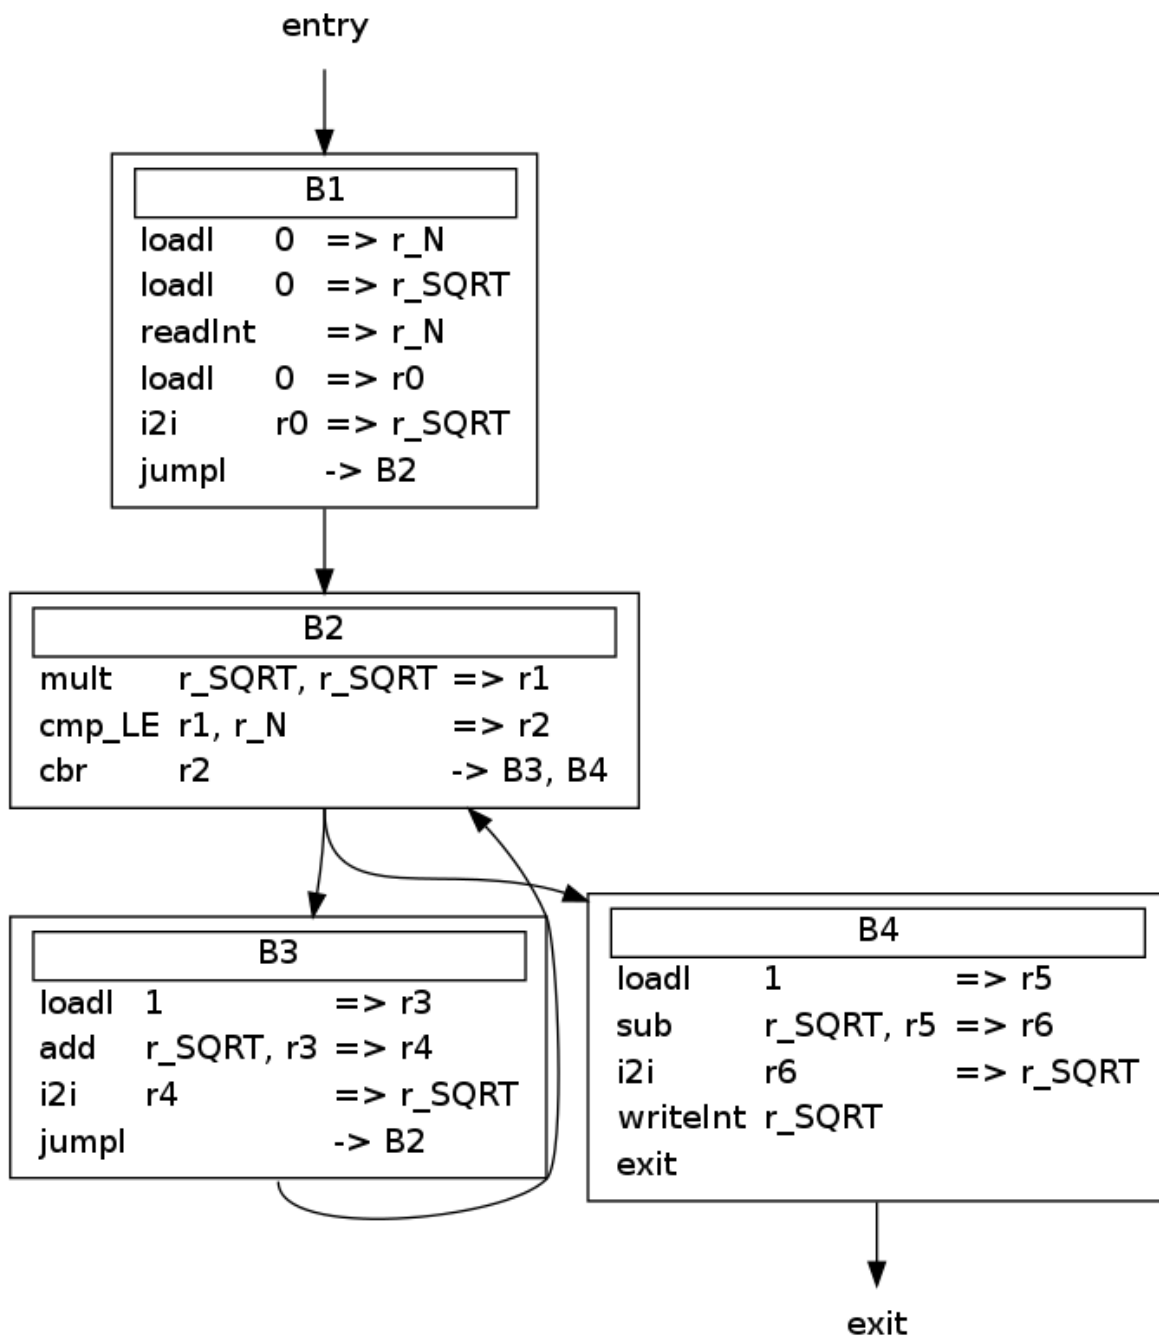 entry
B1
loadI 0 => r_N
loadI 0 => r_SQRT
readInt => r_N
loadI 0 => r0
i2i r0 => r_SQRT
jumpI -> B2
B2
mult r_SQRT, r_SQRT => r1
cmp_LE r1, r_N => r2
cbr r2 -> B3, B4
B3
loadI 1 => r3
add r_SQRT, r3 => r4
i2i r4 => r_SQRT
jumpI -> B2
B4
loadI 1 => r5
sub r_SQRT, r5 => r6
i2i r6 => r_SQRT
writeInt r_SQRT
exit
exit